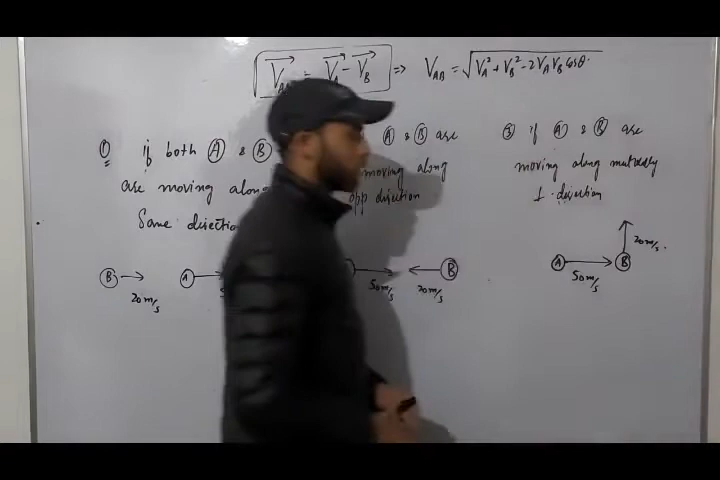 V_AB = V_A - V_B => V_AB = √V_A² + V_B² - 2V_A V_B Cosθ
① if both Ⓐ & Ⓑ
are moving along
Same direction
Ⓑ → 20m/s Ⓐ →
Ⓐ & Ⓑ are
moving along
opp direction
→ 50m/s ← Ⓑ 20m/s
③ if Ⓐ & Ⓑ are
moving along mutually
⊥ direction
Ⓐ → 50m/s Ⓑ ↑ 20m/s.